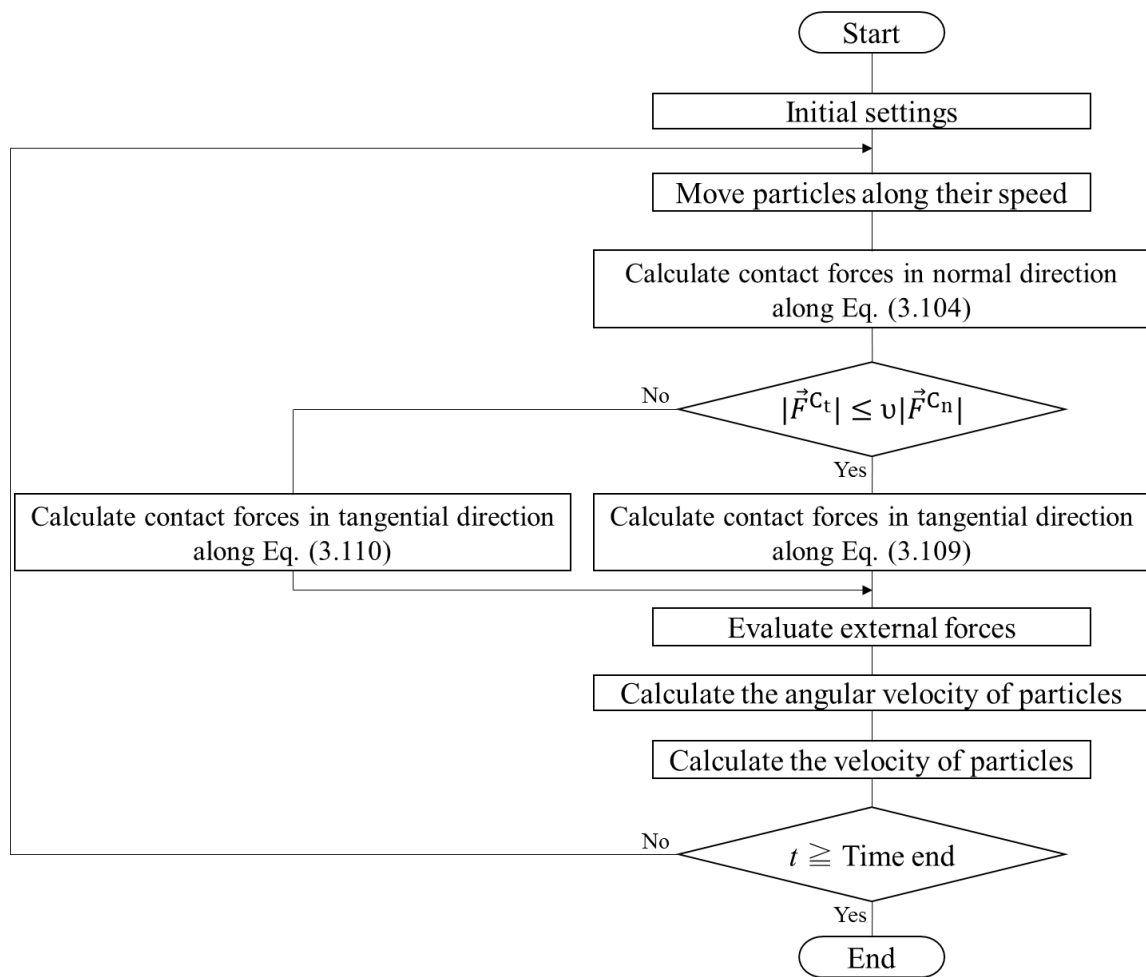 Start
Initial settings
Move particles along their speed
Calculate contact forces in normal direction
along Eq. (3.104)
No
|F⃗^{C_t}| ≤ υ|F⃗^{C_n}|
Yes
Calculate contact forces in tangential direction
along Eq. (3.110)
Calculate contact forces in tangential direction
along Eq. (3.109)
Evaluate external forces
Calculate the angular velocity of particles
Calculate the velocity of particles
No
t ≧ Time end
Yes
End